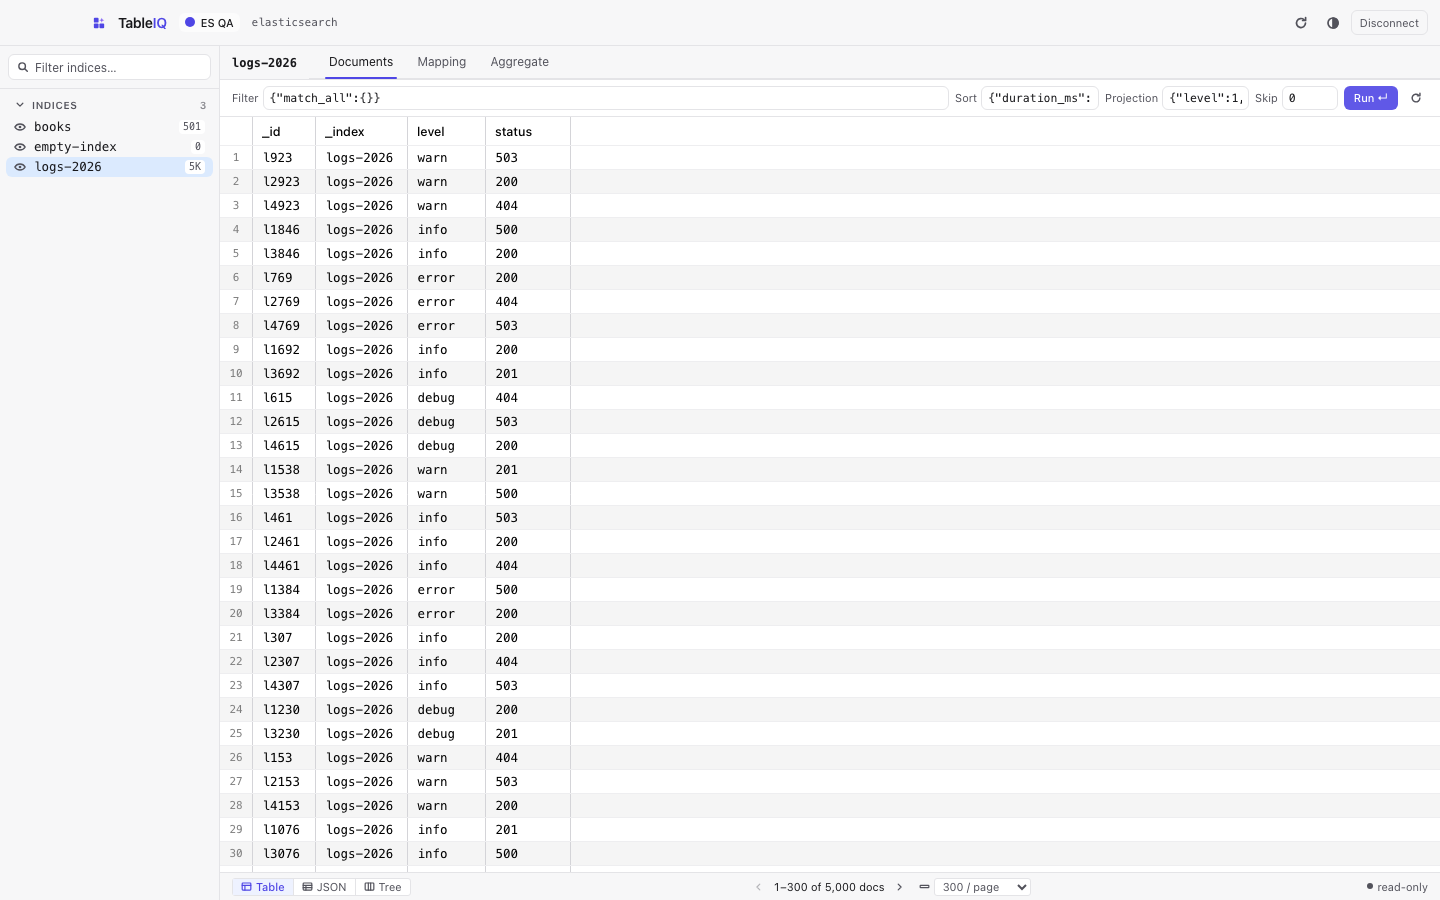 TableIQ ES QA elasticsearch Disconnect
Filter indices...
logs-2026 Documents Mapping Aggregate
Filter {"match_all":{}} Sort {"duration_ms": Projection {"level":1, Skip 0 Run
INDICES 3
books 501
empty-index 0
logs-2026 5K
_id _index level status
1 l923 logs-2026 warn 503
2 l2923 logs-2026 warn 200
3 l4923 logs-2026 warn 404
4 l1846 logs-2026 info 500
5 l3846 logs-2026 info 200
6 l769 logs-2026 error 200
7 l2769 logs-2026 error 404
8 l4769 logs-2026 error 503
9 l1692 logs-2026 info 200
10 l3692 logs-2026 info 201
11 l615 logs-2026 debug 404
12 l2615 logs-2026 debug 503
13 l4615 logs-2026 debug 200
14 l1538 logs-2026 warn 201
15 l3538 logs-2026 warn 500
16 l461 logs-2026 info 503
17 l2461 logs-2026 info 200
18 l4461 logs-2026 info 404
19 l1384 logs-2026 error 500
20 l3384 logs-2026 error 200
21 l307 logs-2026 info 200
22 l2307 logs-2026 info 404
23 l4307 logs-2026 info 503
24 l1230 logs-2026 debug 200
25 l3230 logs-2026 debug 201
26 l153 logs-2026 warn 404
27 l2153 logs-2026 warn 503
28 l4153 logs-2026 warn 200
29 l1076 logs-2026 info 201
30 l3076 logs-2026 info 500
Table JSON Tree 1–300 of 5,000 docs 300 / page read-only